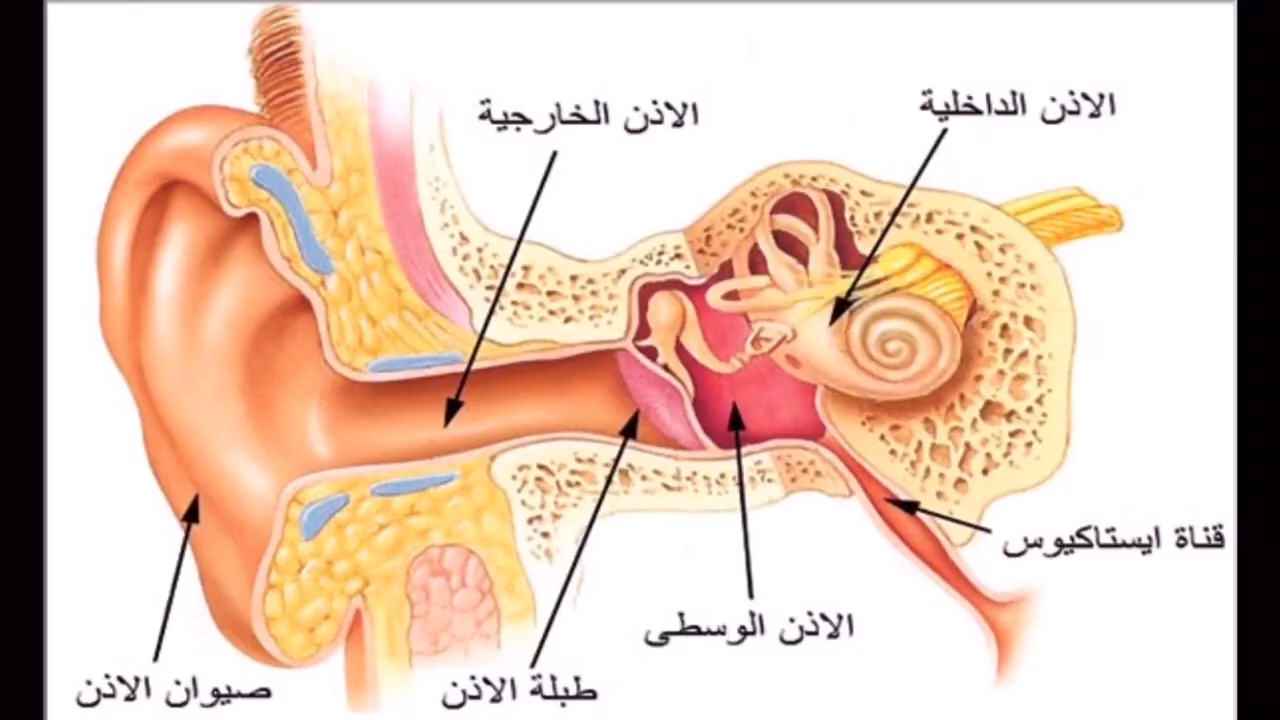 الاذن الداخلية
الاذن الخارجية
قناة ايستاكيوس
الاذن الوسطى
طبلة الاذن
صيوان الاذن